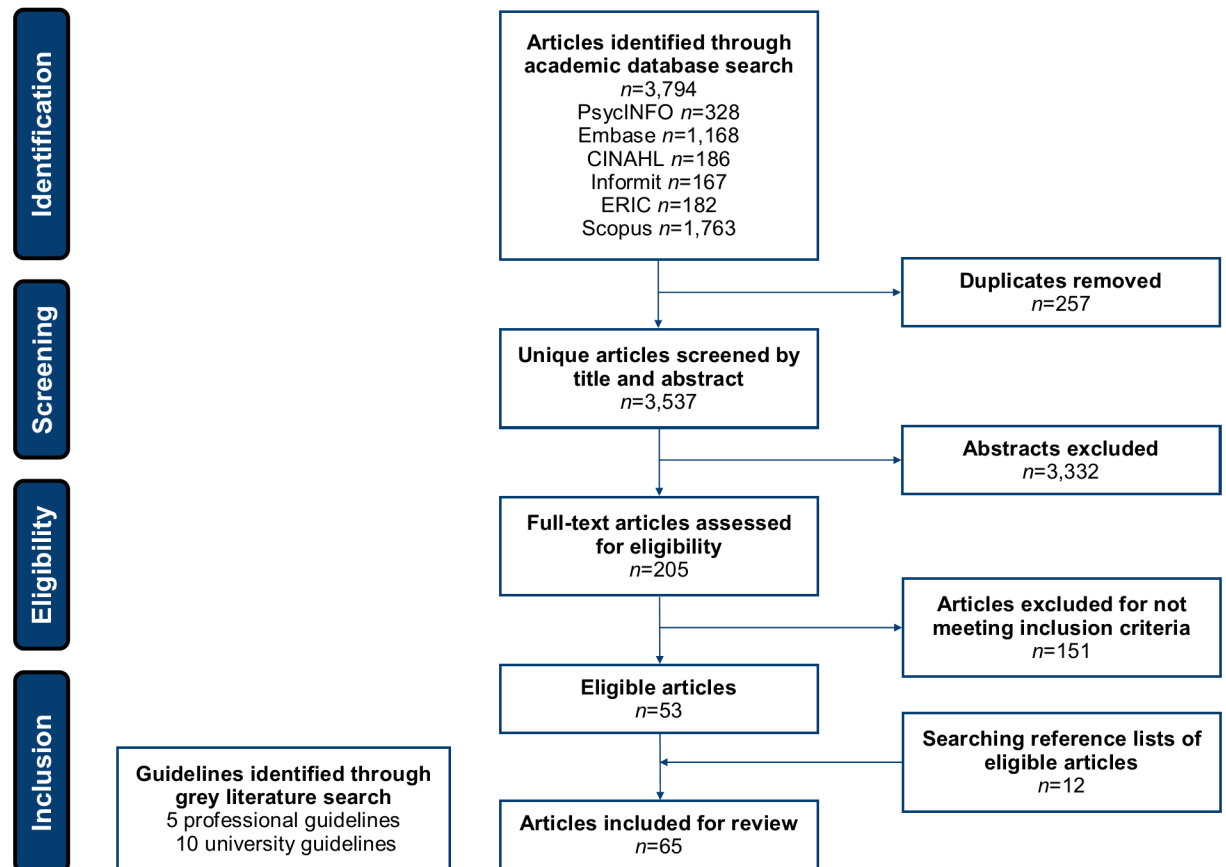 Identification
Articles identified through
academic database search
n=3,794
PsycINFO n=328
Embase n=1,168
CINAHL n=186
Informit n=167
ERIC n=182
Scopus n=1,763
Duplicates removed
n=257
Screening
Unique articles screened by
title and abstract
n=3,537
Abstracts excluded
n=3,332
Eligibility
Full-text articles assessed
for eligibility
n=205
Articles excluded for not
meeting inclusion criteria
n=151
Inclusion
Eligible articles
n=53
Searching reference lists of
eligible articles
n=12
Guidelines identified through
grey literature search
5 professional guidelines
10 university guidelines
Articles included for review
n=65